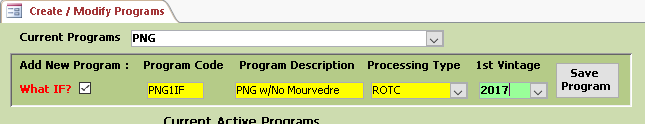 Create / Modify Programs
Current Programs PNG
Add New Program : Program Code Program Description Processing Type 1st Vintage
What IF? PNG1IF PNG w/No Mourvedre ROTC 2017 Save Program
Current Active Programs